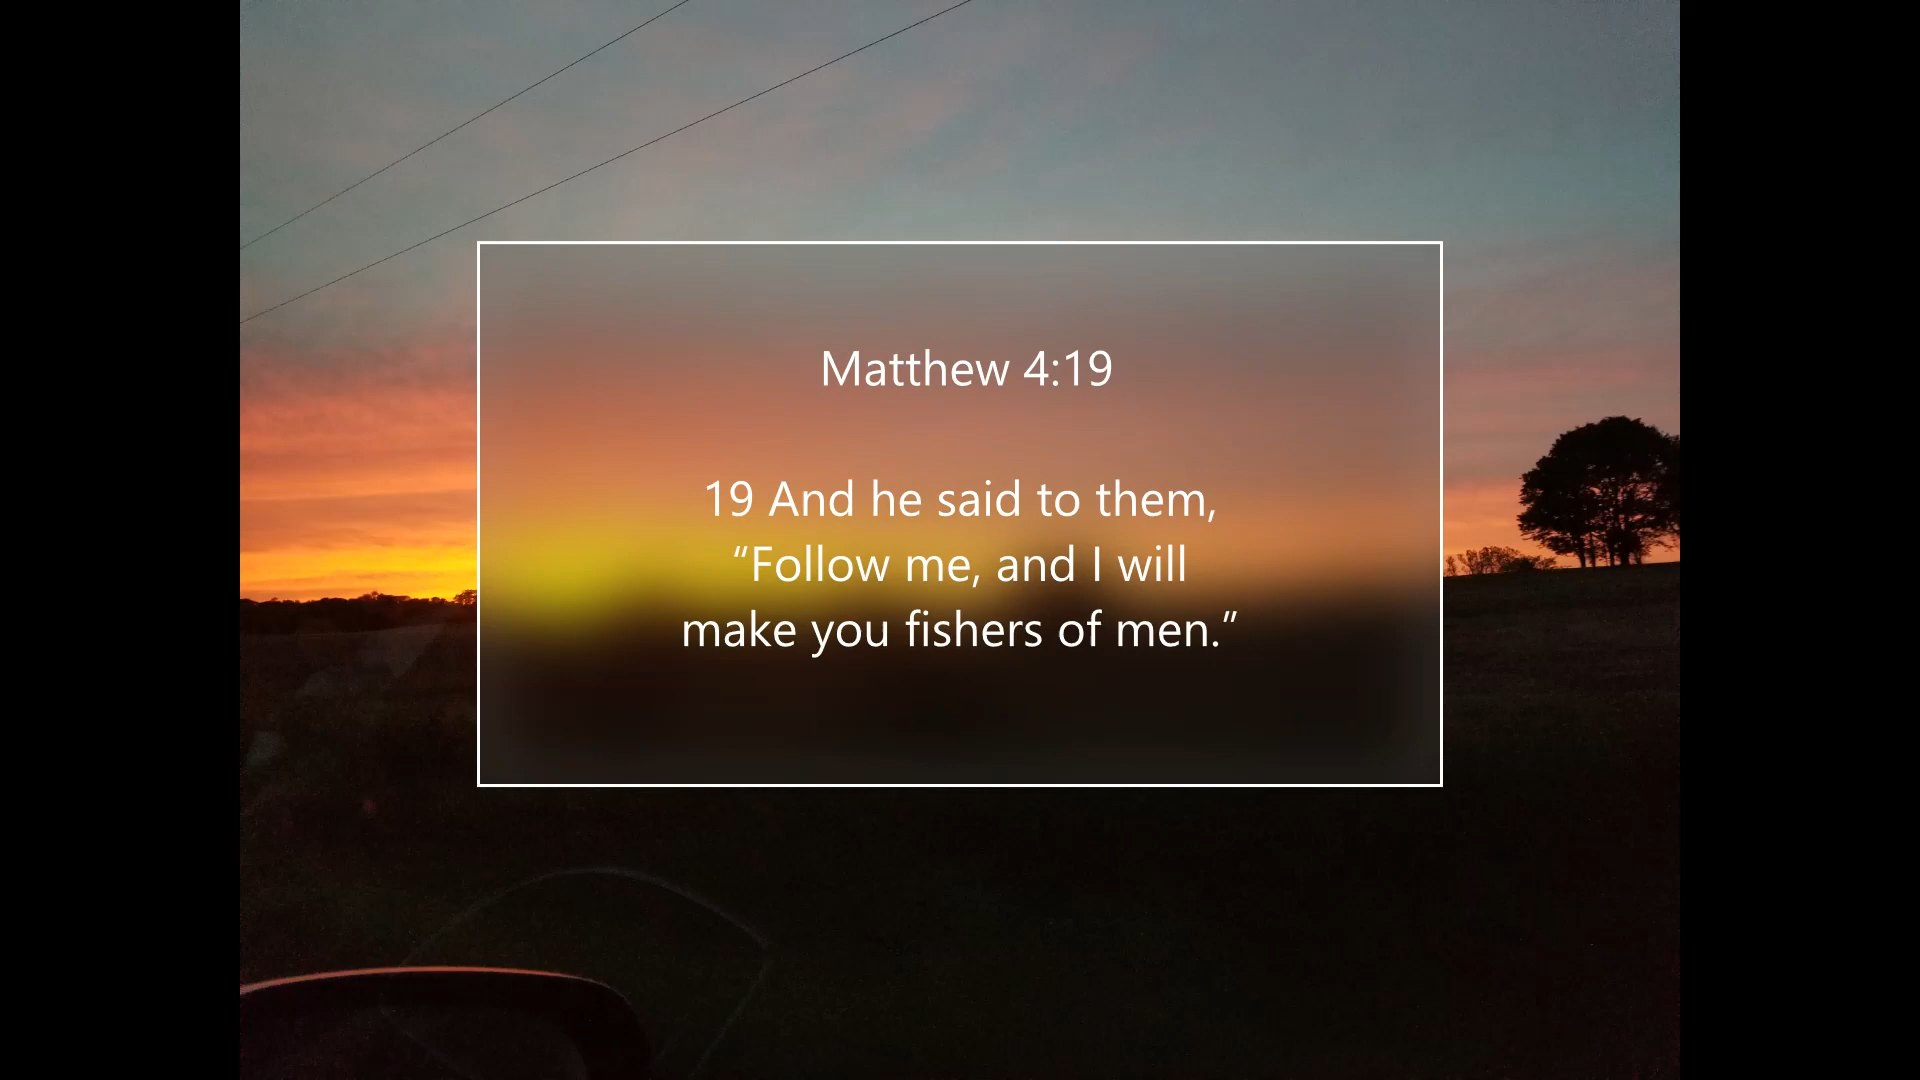 Matthew 4:19
19 And he said to them,
“Follow me, and I will
make you fishers of men.”